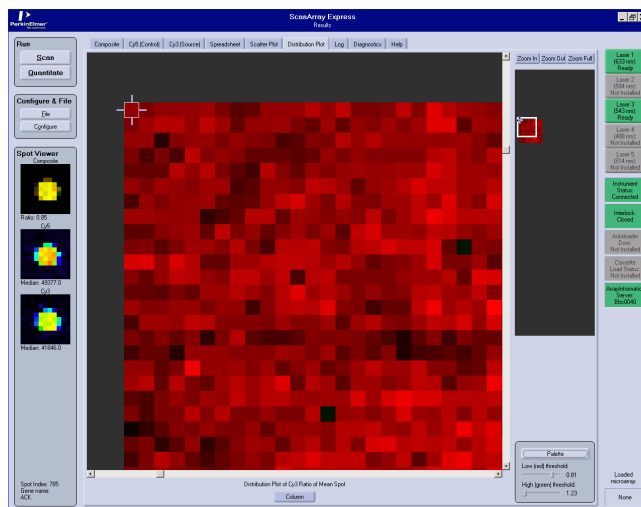 PerkinElmer
ScanArray Express
Results
Run
Scan
Quantitate
Configure & File
File
Configure
Spot Viewer
Composite
Ratio: 0.85
Cy5
Median: 49377.0
Cy3
Median: 41846.0
Spot Index: 785
Gene name:
ACK
Composite
Cy5 (Control)
Cy3 (Source)
Spreadsheet
Scatter Plot
Distribution Plot
Log
Diagnostics
Help
Zoom In
Zoom Out
Zoom Full
Distribution Plot of Cy3 Ratio of Mean Spot
Column
Palette
Low (red) threshold:
0.81
High (green) threshold:
1.23
Laser 1
(633 nm):
Ready
Laser 2
(594 nm):
Not Installed
Laser 3
(543 nm):
Ready
Laser 4
(488 nm):
Not Installed
Laser 5
(514 nm):
Not Installed
Instrument
Status:
Connected
Interlock:
Closed
Autoloader
Door:
Not Installed
Cassette
Load Status:
Not Installed
ArrayInformatics
Server:
Bbc0040
Loaded
microarray:
None